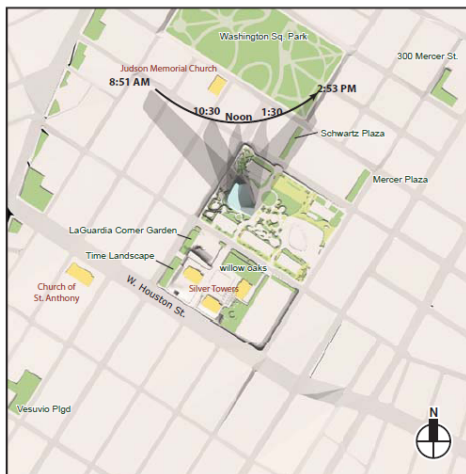 Washington Sq. Park
300 Mercer St.
Judson Memorial Church
8:51 AM
2:53 PM
10:30
Noon
1:30
Schwartz Plaza
Mercer Plaza
LaGuardia Corner Garden
Time Landscape
willow oaks
Church of
St. Anthony
Silver Towers
W. Houston St.
Vesuvio Plgd
N